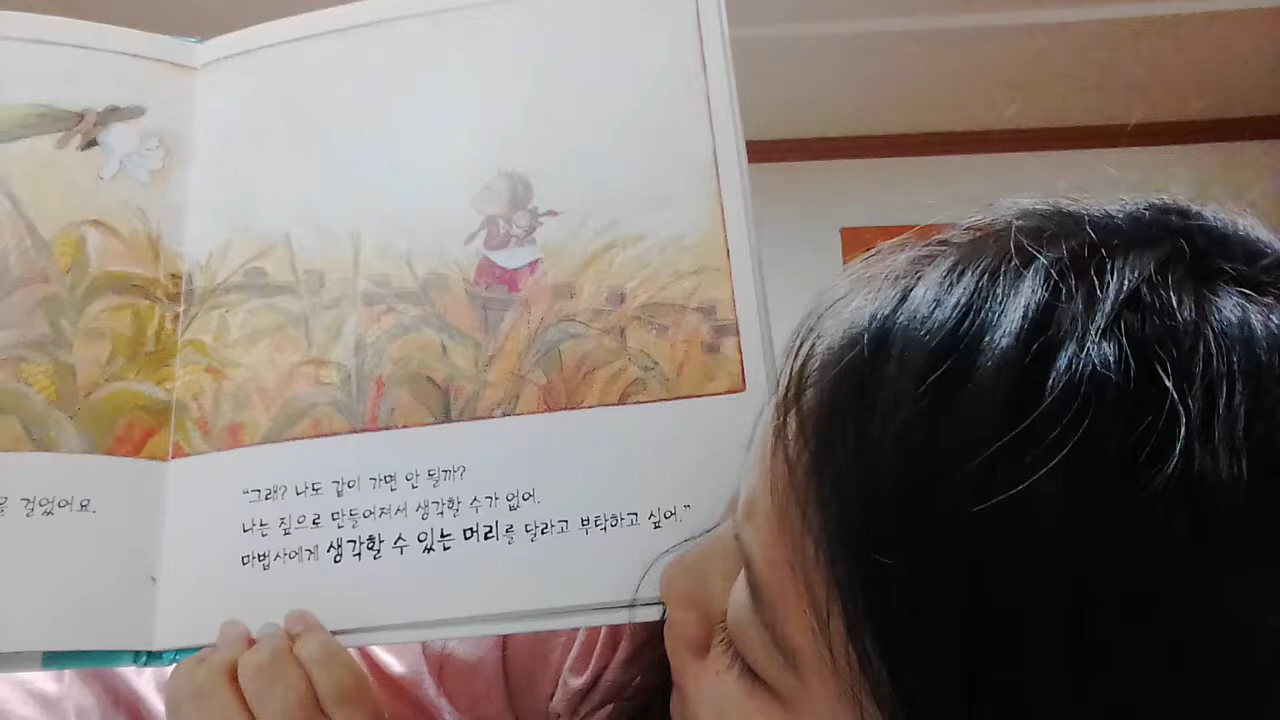 걸었어요.
"그래? 나도 같이 가면 안 될까?
나는 짚으로 만들어져서 생각할 수가 없어.
마법사에게 생각할 수 있는 머리를 달라고 부탁하고 싶어."